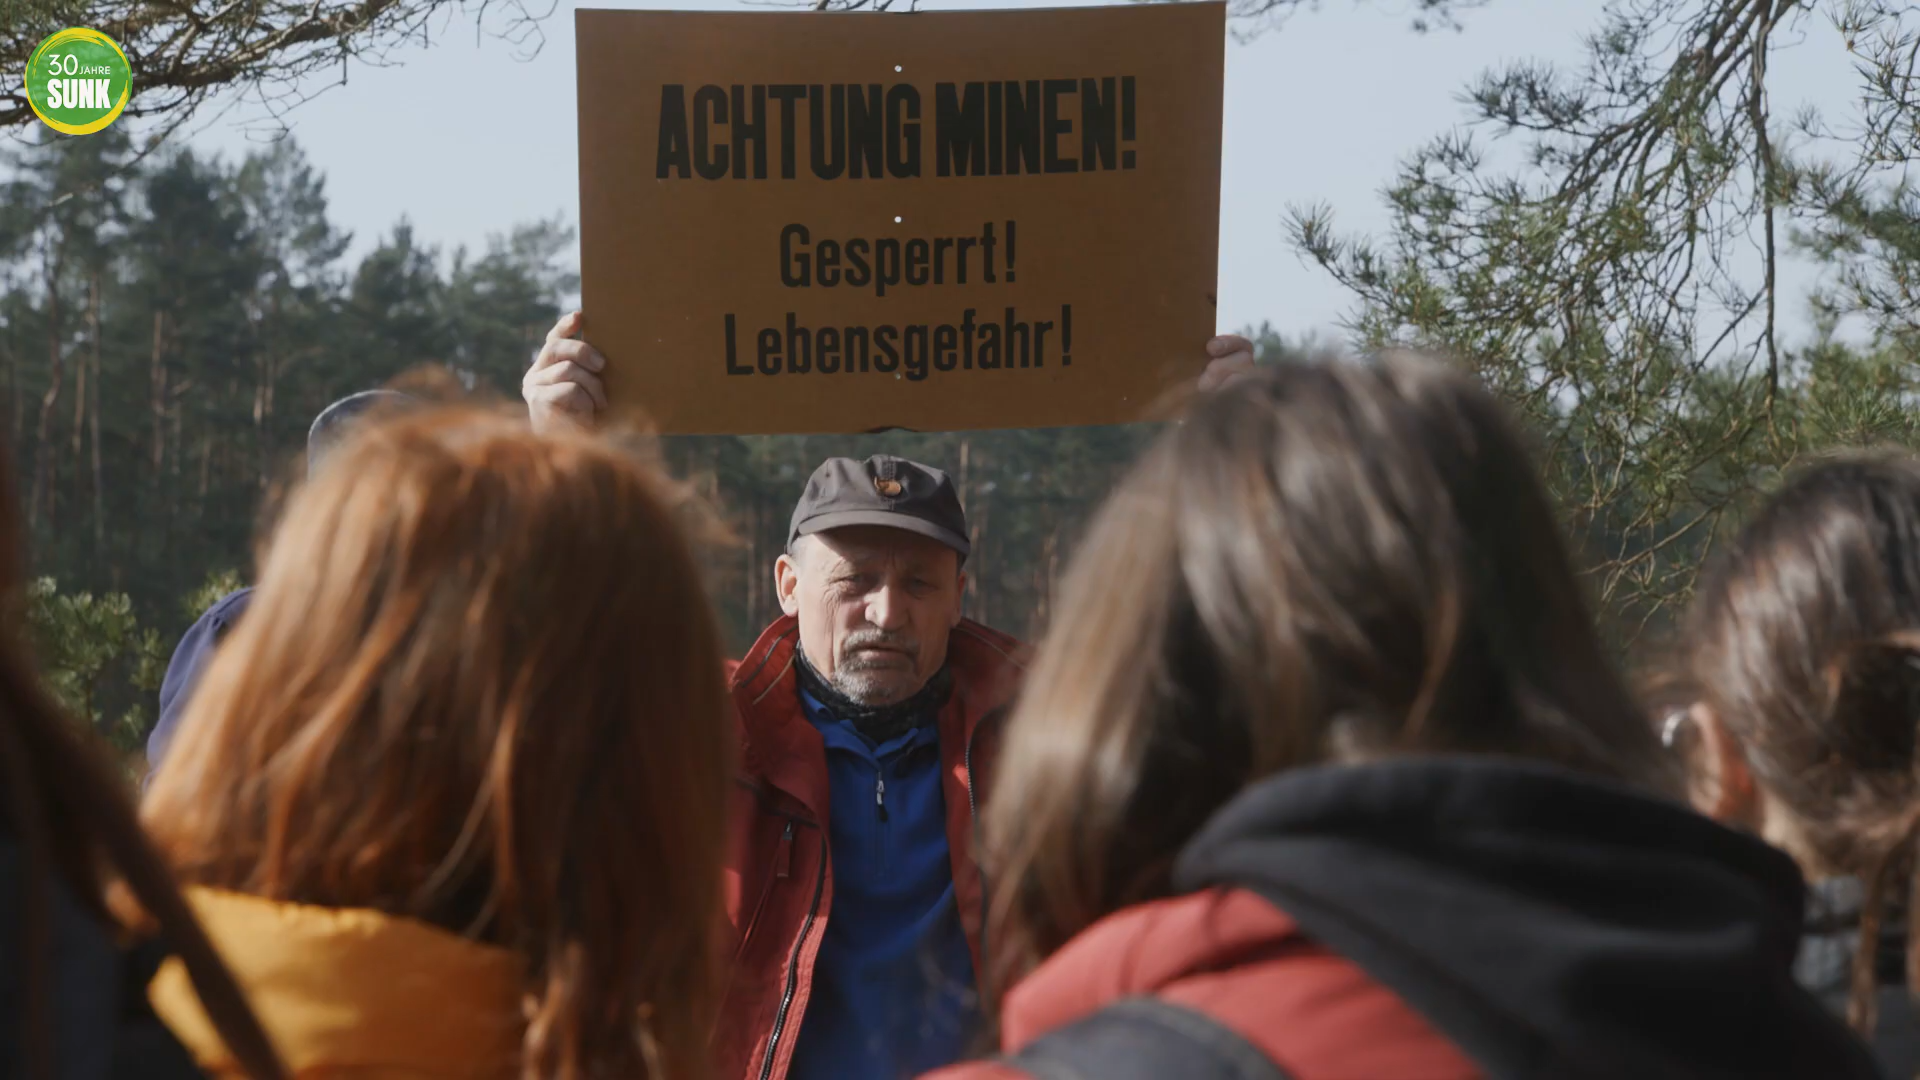 30 JAHRE
SUNK
ACHTUNG MINEN!
Gesperrt!
Lebensgefahr!